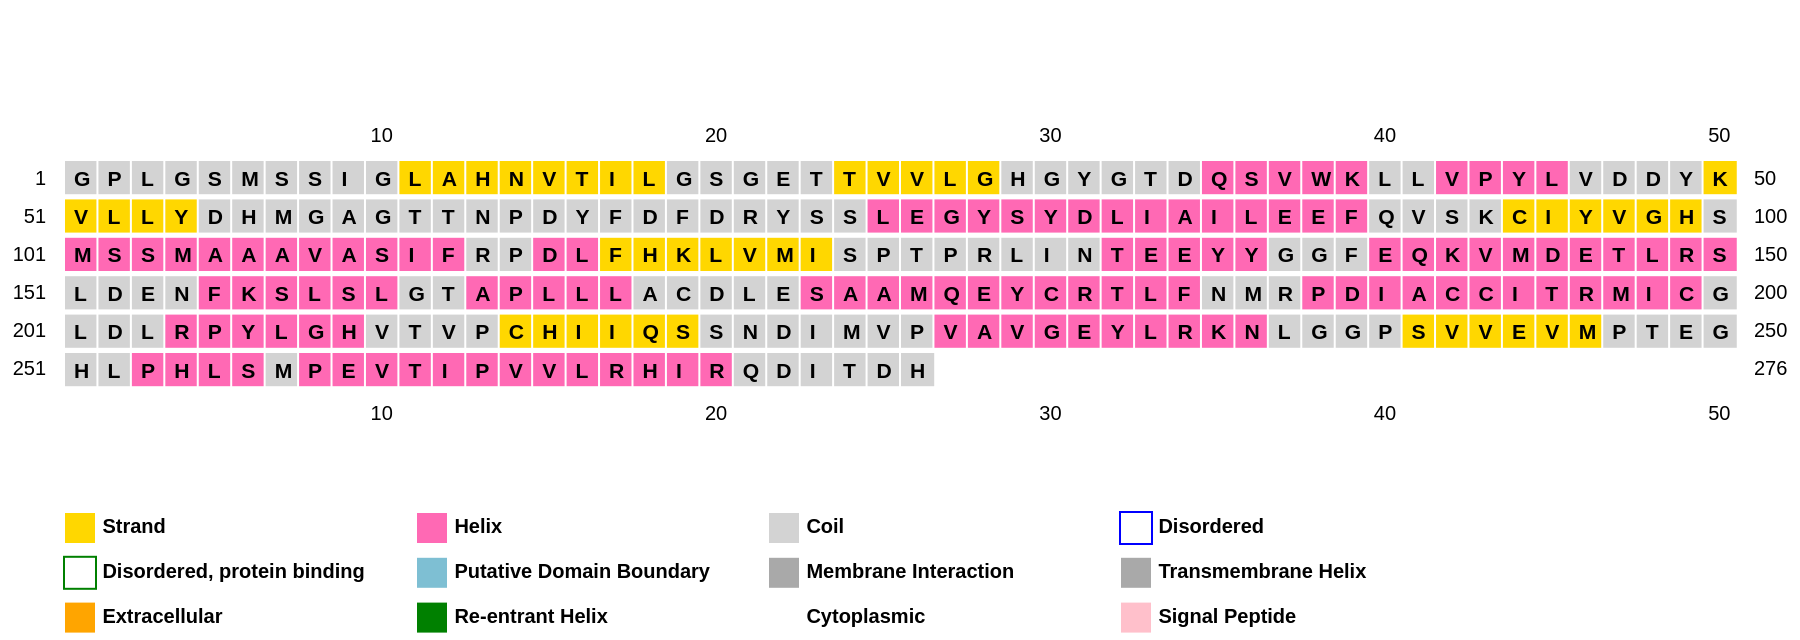 10 20 30 40 50
1 G P L G S M S S I G L A H N V T I L G S G E T T V V L G H G Y G T D Q S V W K L L V P Y L V D D Y K 50
51 V L L Y D H M G A G T T N P D Y F D F D R Y S S L E G Y S Y D L I A I L E E F Q V S K C I Y V G H S 100
101 M S S M A A A V A S I F R P D L F H K L V M I S P T P R L I N T E E Y Y G G F E Q K V M D E T L R S 150
151 L D E N F K S L S L G T A P L L L A C D L E S A A M Q E Y C R T L F N M R P D I A C C I T R M I C G 200
201 L D L R P Y L G H V T V P C H I I Q S S N D I M V P V A V G E Y L R K N L G G P S V V E V M P T E G 250
251 H L P H L S M P E V T I P V V L R H I R Q D I T D H 276
10 20 30 40 50
Strand Helix Coil Disordered
Disordered, protein binding Putative Domain Boundary Membrane Interaction Transmembrane Helix
Extracellular Re-entrant Helix Cytoplasmic Signal Peptide